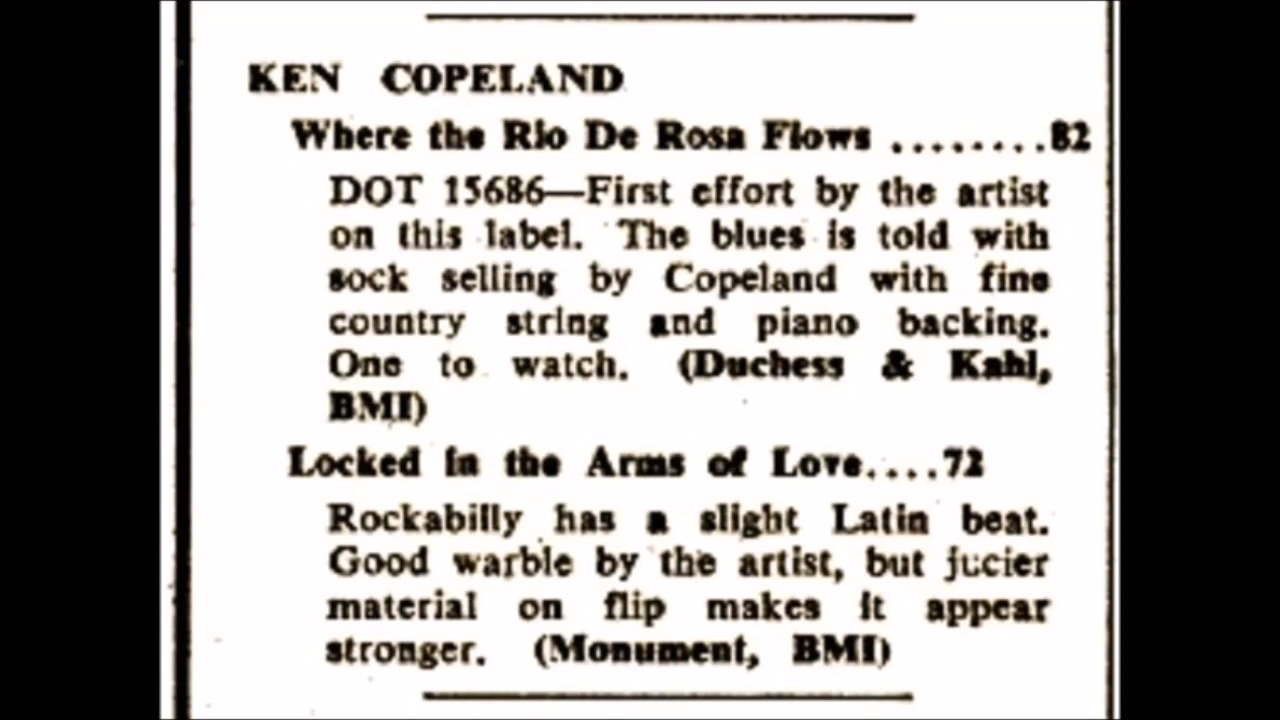 KEN COPELAND
Where the Rio De Rosa Flows ........82
DOT 15686—First effort by the artist
on this label. The blues is told with
sock selling by Copeland with fine
country string and piano backing.
One to watch. (Duchess & Kahl,
BMI)
Locked in the Arms of Love....72
Rockabilly has a slight Latin beat.
Good warble by the artist, but jucier
material on flip makes it appear
stronger. (Monument, BMI)